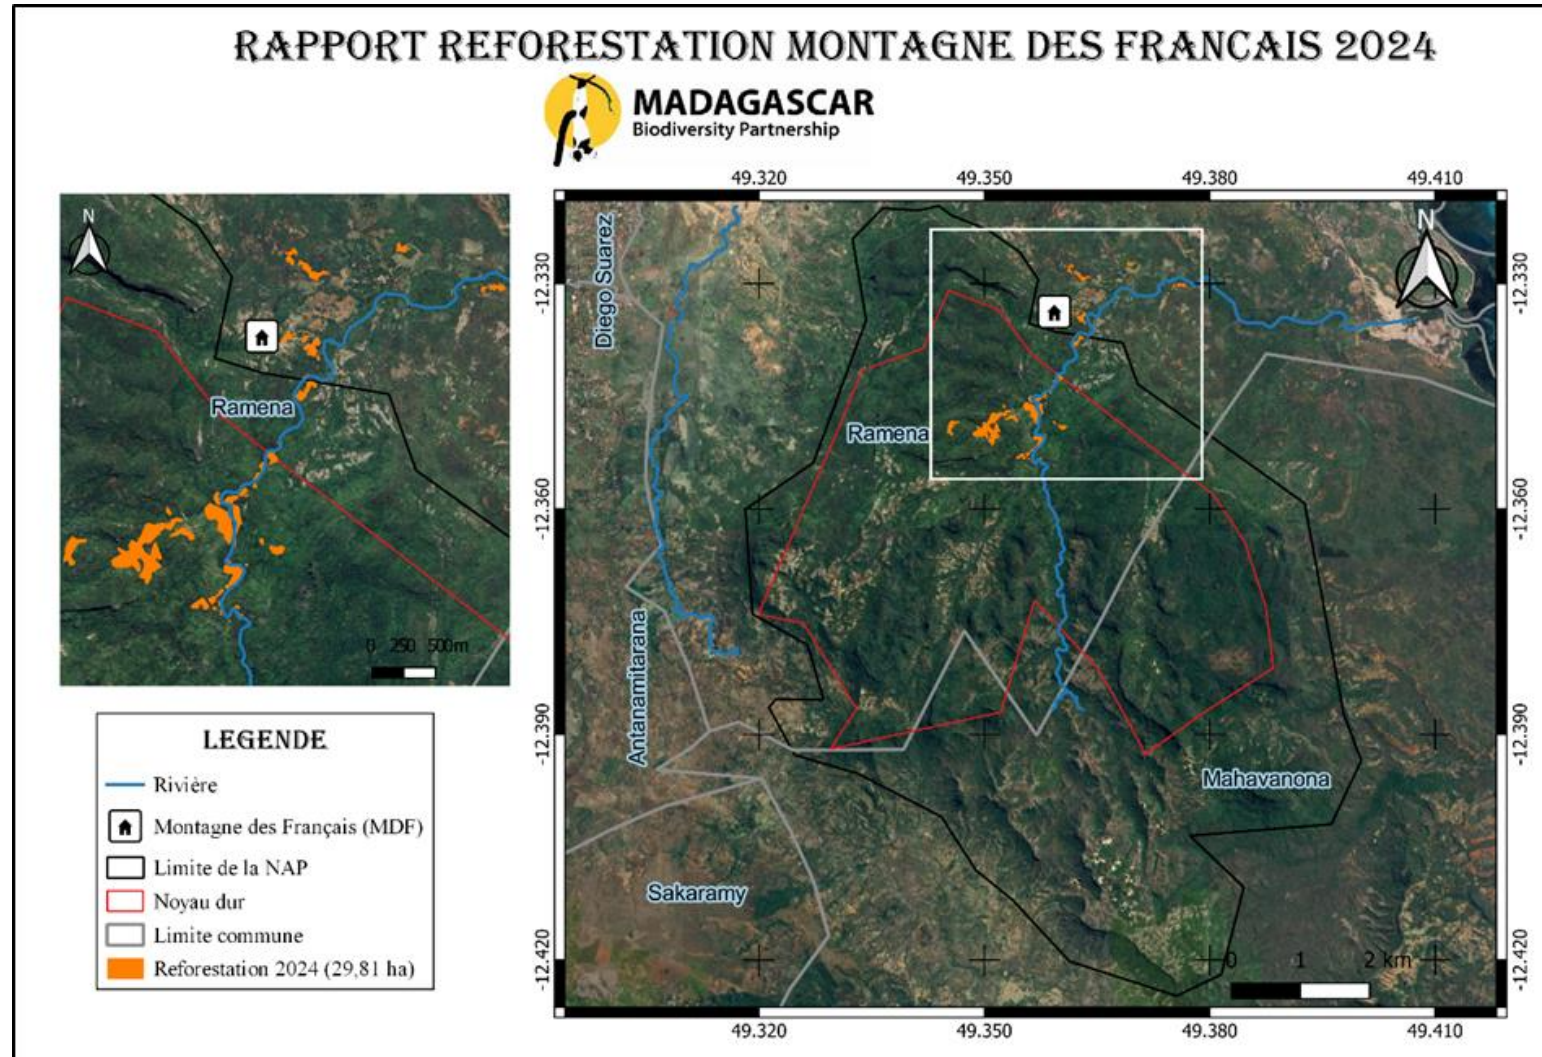 RAPPORT REFORESTATION MONTAGNE DES FRANCAIS 2024
MADAGASCAR
Biodiversity Partnership
N
Ramena
0 250 500m
LEGENDE
Rivière
Montagne des Français (MDF)
Limite de la NAP
Noyau dur
Limite commune
Reforestation 2024 (29,81 ha)
49.320 49.350 49.380 49.410
-12.330 -12.360 -12.390 -12.420
Diego Suarez
N
Ramena
Antanamitarana
Mahavanona
Sakaramy
0 1 2 km
-12.330 -12.360 -12.390 -12.420
49.320 49.350 49.380 49.410